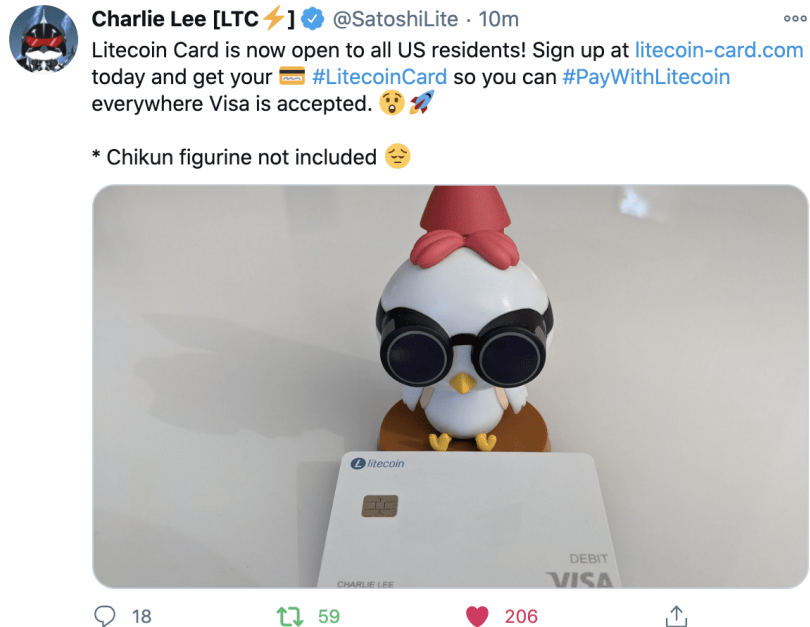 Charlie Lee [LTC⚡] @SatoshiLite · 10m
Litecoin Card is now open to all US residents! Sign up at litecoin-card.com
today and get your 💳 #LitecoinCard so you can #PayWithLitecoin
everywhere Visa is accepted. 😲🚀
* Chikun figurine not included 😔
litecoin
DEBIT
CHARLIE LEE
VISA
18 59 206